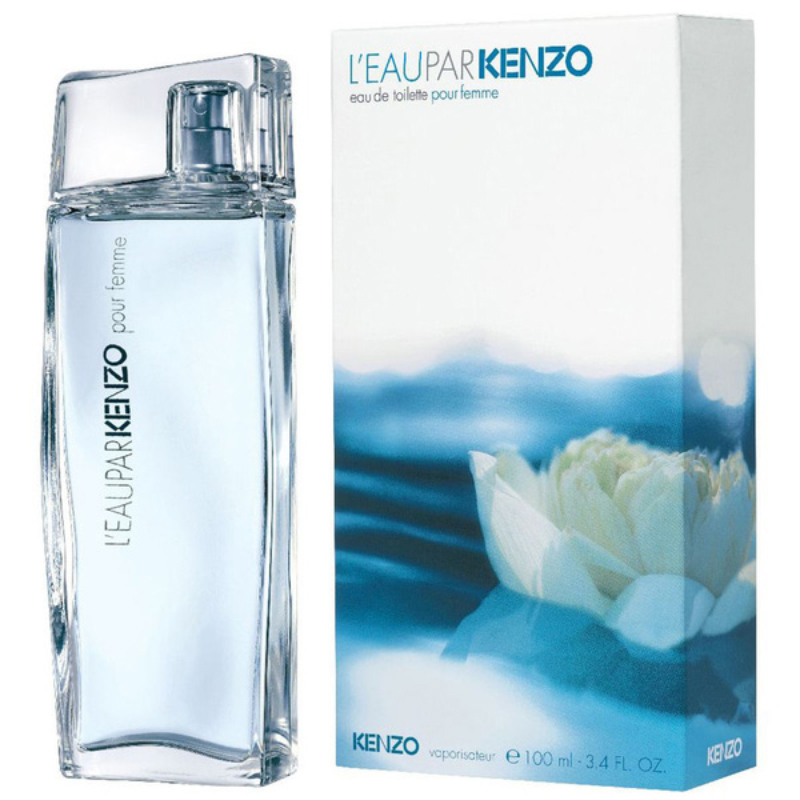 L'EAUPARKENZO pour femme
L'EAUPARKENZO
eau de toilette pour femme
KENZO vaporisateur ℮ 100 ml - 3.4 FL. OZ.
KENZO